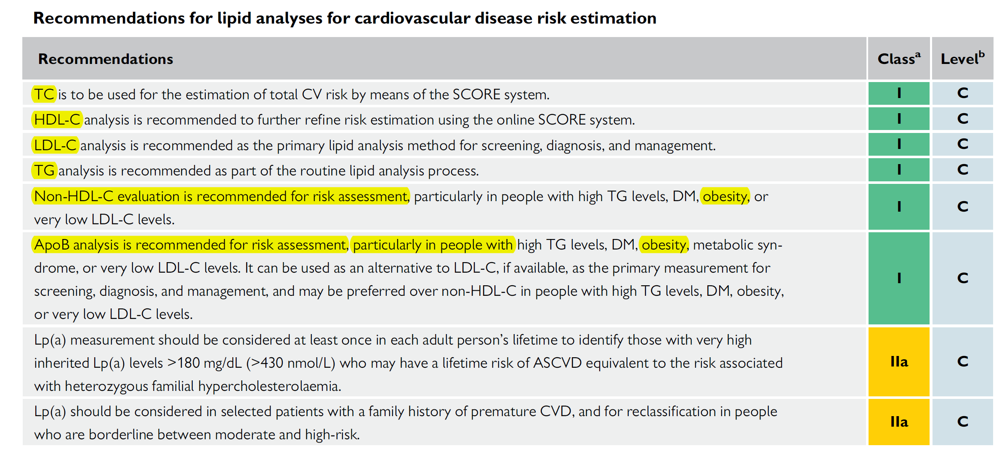 Recommendations for lipid analyses for cardiovascular disease risk estimation
Recommendations Classᵃ Levelᵇ
TC is to be used for the estimation of total CV risk by means of the SCORE system. I C
HDL-C analysis is recommended to further refine risk estimation using the online SCORE system. I C
LDL-C analysis is recommended as the primary lipid analysis method for screening, diagnosis, and management. I C
TG analysis is recommended as part of the routine lipid analysis process. I C
Non-HDL-C evaluation is recommended for risk assessment, particularly in people with high TG levels, DM, obesity, or
very low LDL-C levels. I C
ApoB analysis is recommended for risk assessment, particularly in people with high TG levels, DM, obesity, metabolic syn-
drome, or very low LDL-C levels. It can be used as an alternative to LDL-C, if available, as the primary measurement for
screening, diagnosis, and management, and may be preferred over non-HDL-C in people with high TG levels, DM, obesity,
or very low LDL-C levels. I C
Lp(a) measurement should be considered at least once in each adult person’s lifetime to identify those with very high
inherited Lp(a) levels >180 mg/dL (>430 nmol/L) who may have a lifetime risk of ASCVD equivalent to the risk associated
with heterozygous familial hypercholesterolaemia. IIa C
Lp(a) should be considered in selected patients with a family history of premature CVD, and for reclassification in people
who are borderline between moderate and high-risk. IIa C